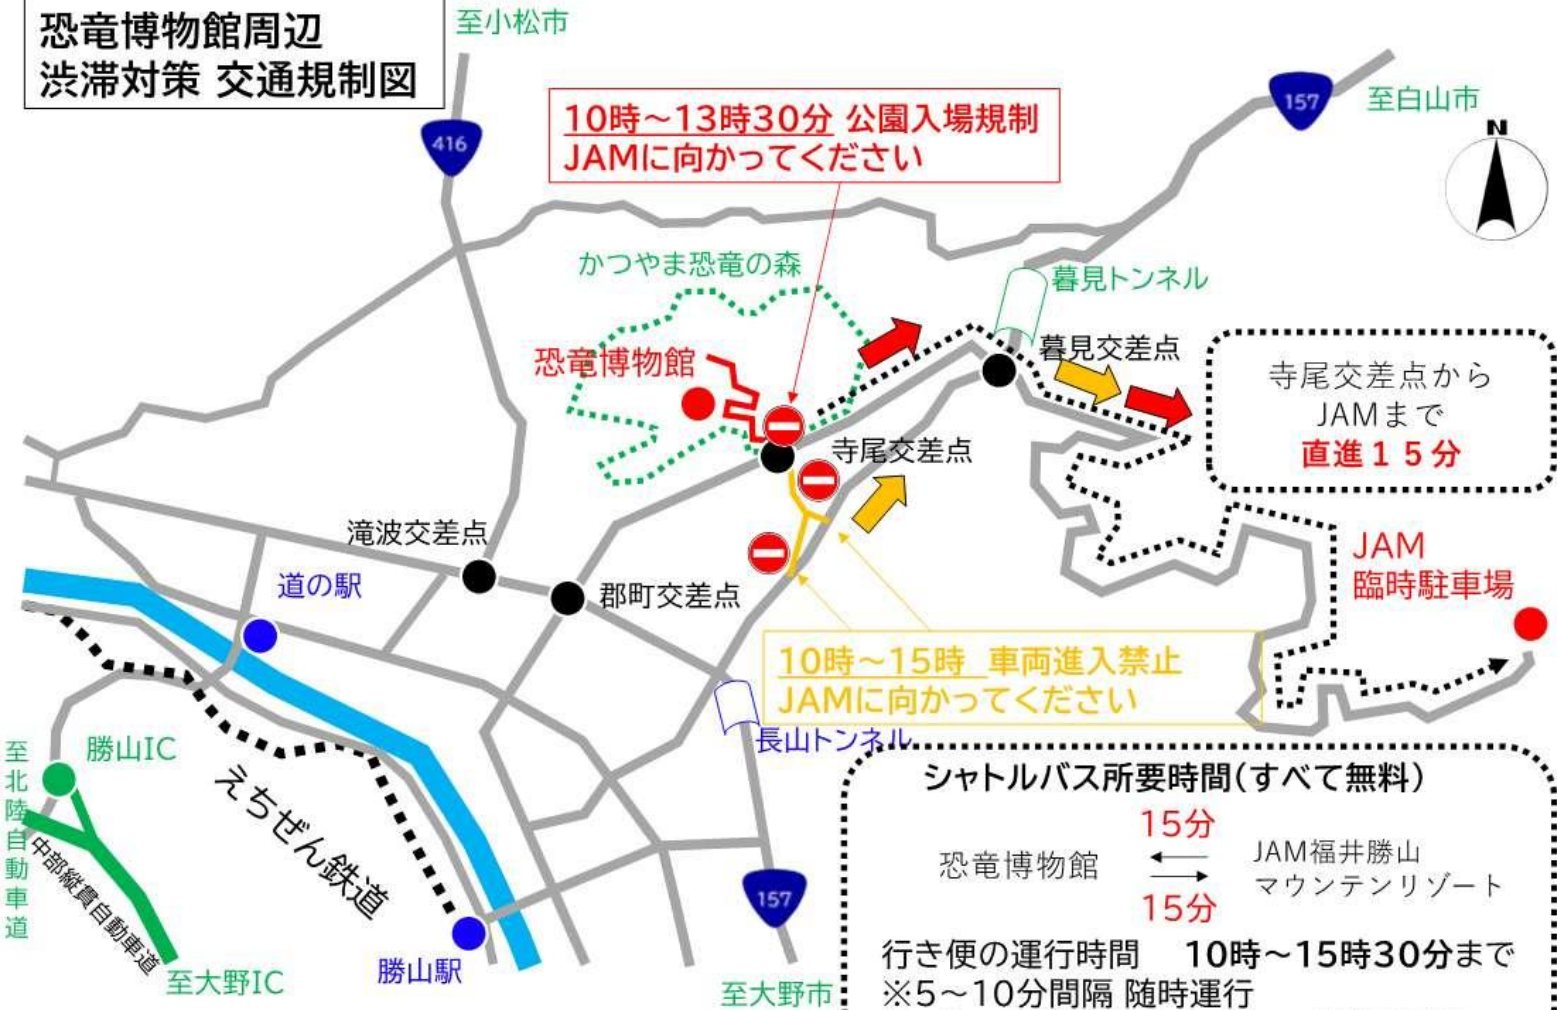 恐竜博物館周辺
渋滞対策 交通規制図
至小松市
416
10時～13時30分 公園入場規制
JAMに向かってください
157
至白山市
N
かつやま恐竜の森
暮見トンネル
恐竜博物館
暮見交差点
寺尾交差点から
JAMまで
直進15分
寺尾交差点
滝波交差点
道の駅
郡町交差点
JAM
臨時駐車場
10時～15時 車両進入禁止
JAMに向かってください
長山トンネル
至北陸自動車道
勝山IC
えちぜん鉄道
中部縦貫自動車道
至大野IC
勝山駅
157
至大野市
シャトルバス所要時間(すべて無料)
15分
恐竜博物館
JAM福井勝山
マウンテンリゾート
15分
行き便の運行時間 10時～15時30分まで
※5～10分間隔 随時運行